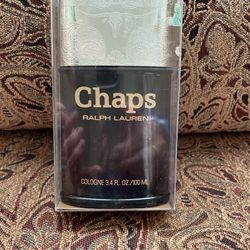 Chaps
RALPH LAUREN
COLOGNE 3.4 FL. OZ./100 ML